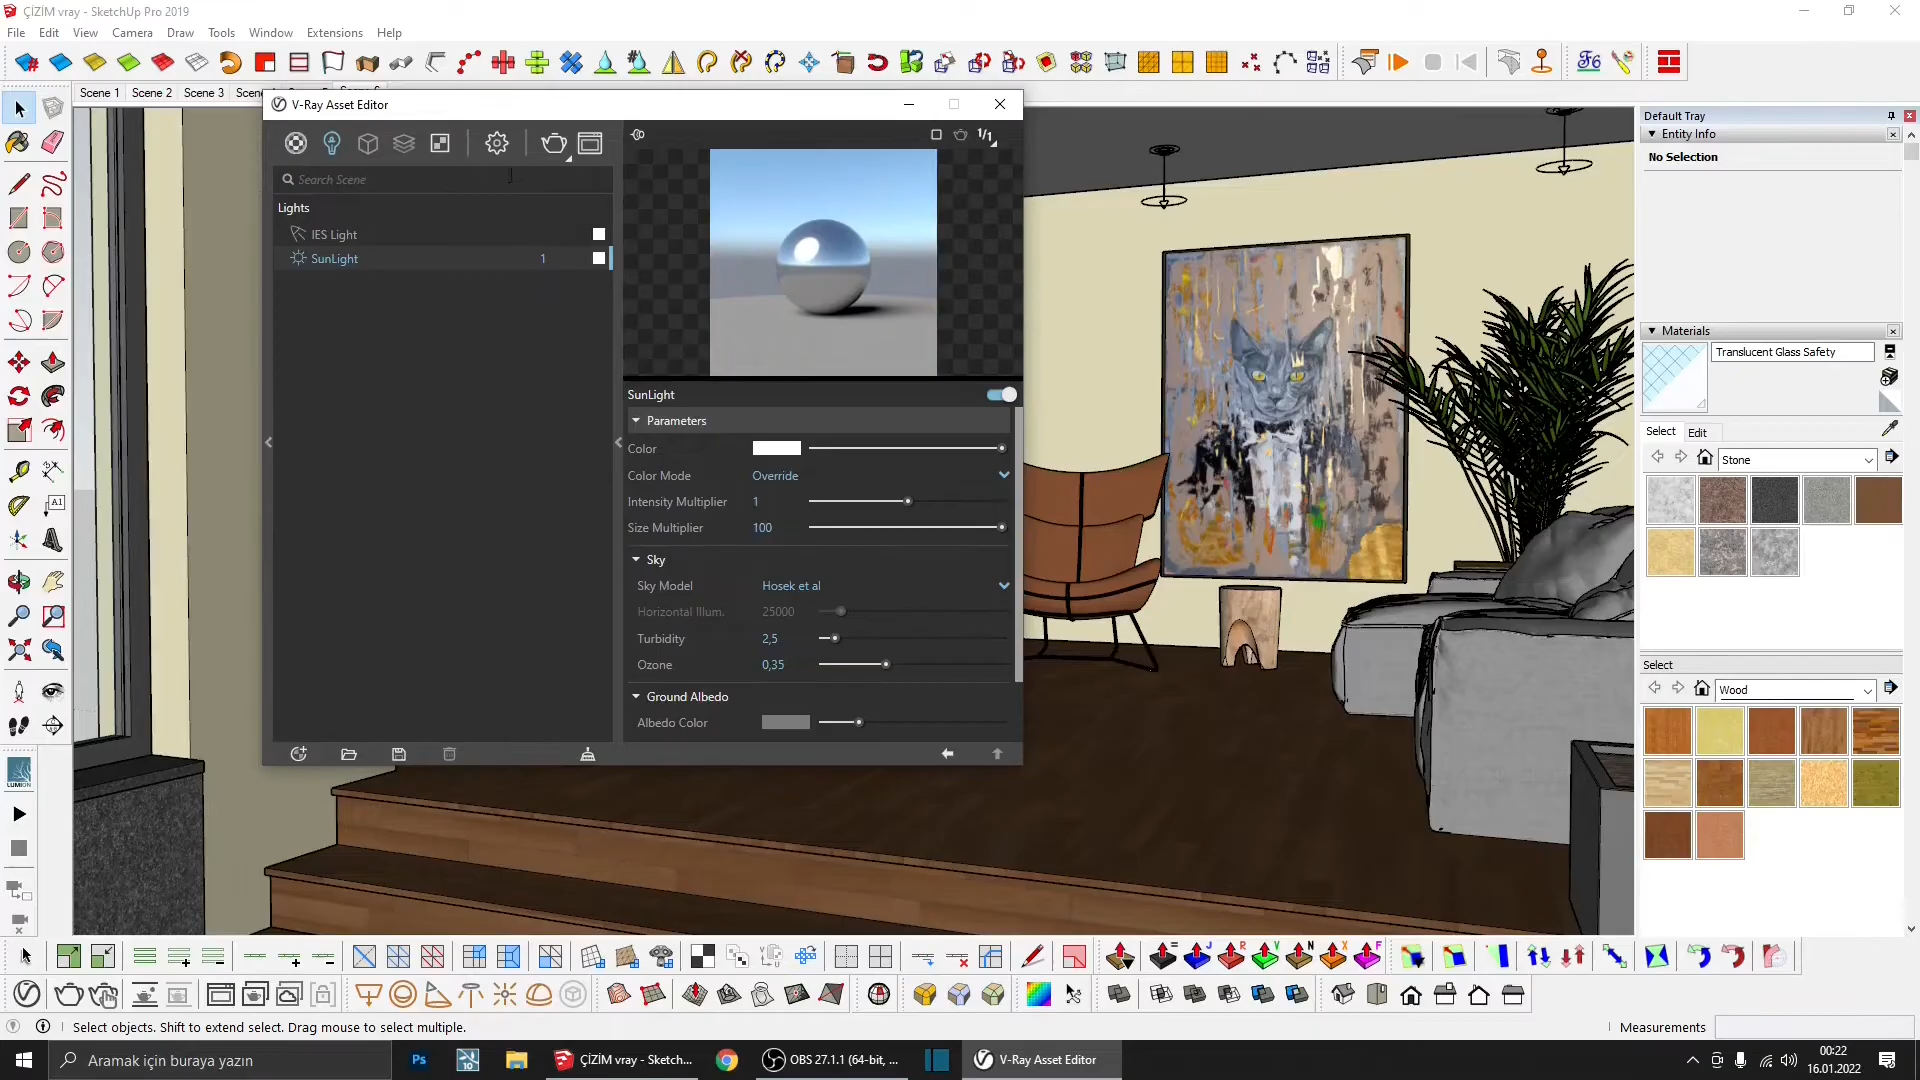 ÇİZİM vray - SketchUp Pro 2019
File Edit View Camera Draw Tools Window Extensions Help
Scene 1 Scene 2 Scene 3
V-Ray Asset Editor
Search Scene
Lights
IES Light
SunLight 1
1/1
SunLight
Parameters
Color
Color Mode Override
Intensity Multiplier 1
Size Multiplier 100
Sky
Sky Model Hosek et al
Horizontal Illum. 25000
Turbidity 2,5
Ozone 0,35
Ground Albedo
Albedo Color
Default Tray
Entity Info
No Selection
Materials
Translucent Glass Safety
Select Edit
Stone
Select
Wood
LUMION
Select objects. Shift to extend select. Drag mouse to select multiple.
Measurements
Aramak için buraya yazın
Ps
10
ÇİZİM vray - Sketch...
OBS 27.1.1 (64-bit, ...
V-Ray Asset Editor
00:22
16.01.2022